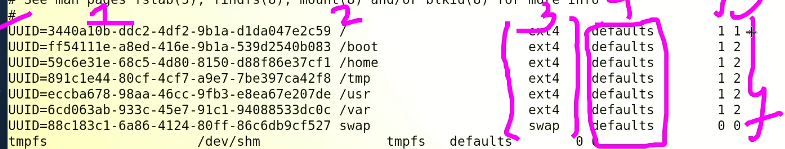 # See man pages fstab(5), findfs(8), mount(8) and/or blkid(8) for more info
#
1 2 3
UUID=3440a10b-ddc2-4df2-9b1a-d1da047e2c59 / ext4 defaults 1 1
UUID=ff54111e-a8ed-416e-9b1a-539d2540b083 /boot ext4 defaults 1 2
UUID=59c6e31e-68c5-4d80-8150-d88f86e37cf1 /home ext4 defaults 1 2
UUID=891c1e44-80cf-4cf7-a9e7-7be397ca42f8 /tmp ext4 defaults 1 2
UUID=eccba678-98aa-46cc-9fb3-e8ea67e207de /usr ext4 defaults 1 2
UUID=6cd063ab-933c-45e7-91c1-94088533dc0c /var ext4 defaults 1 2
UUID=88c183c1-6a86-4124-80ff-86c6db9cf527 swap swap defaults 0 0
tmpfs /dev/shm tmpfs defaults 0